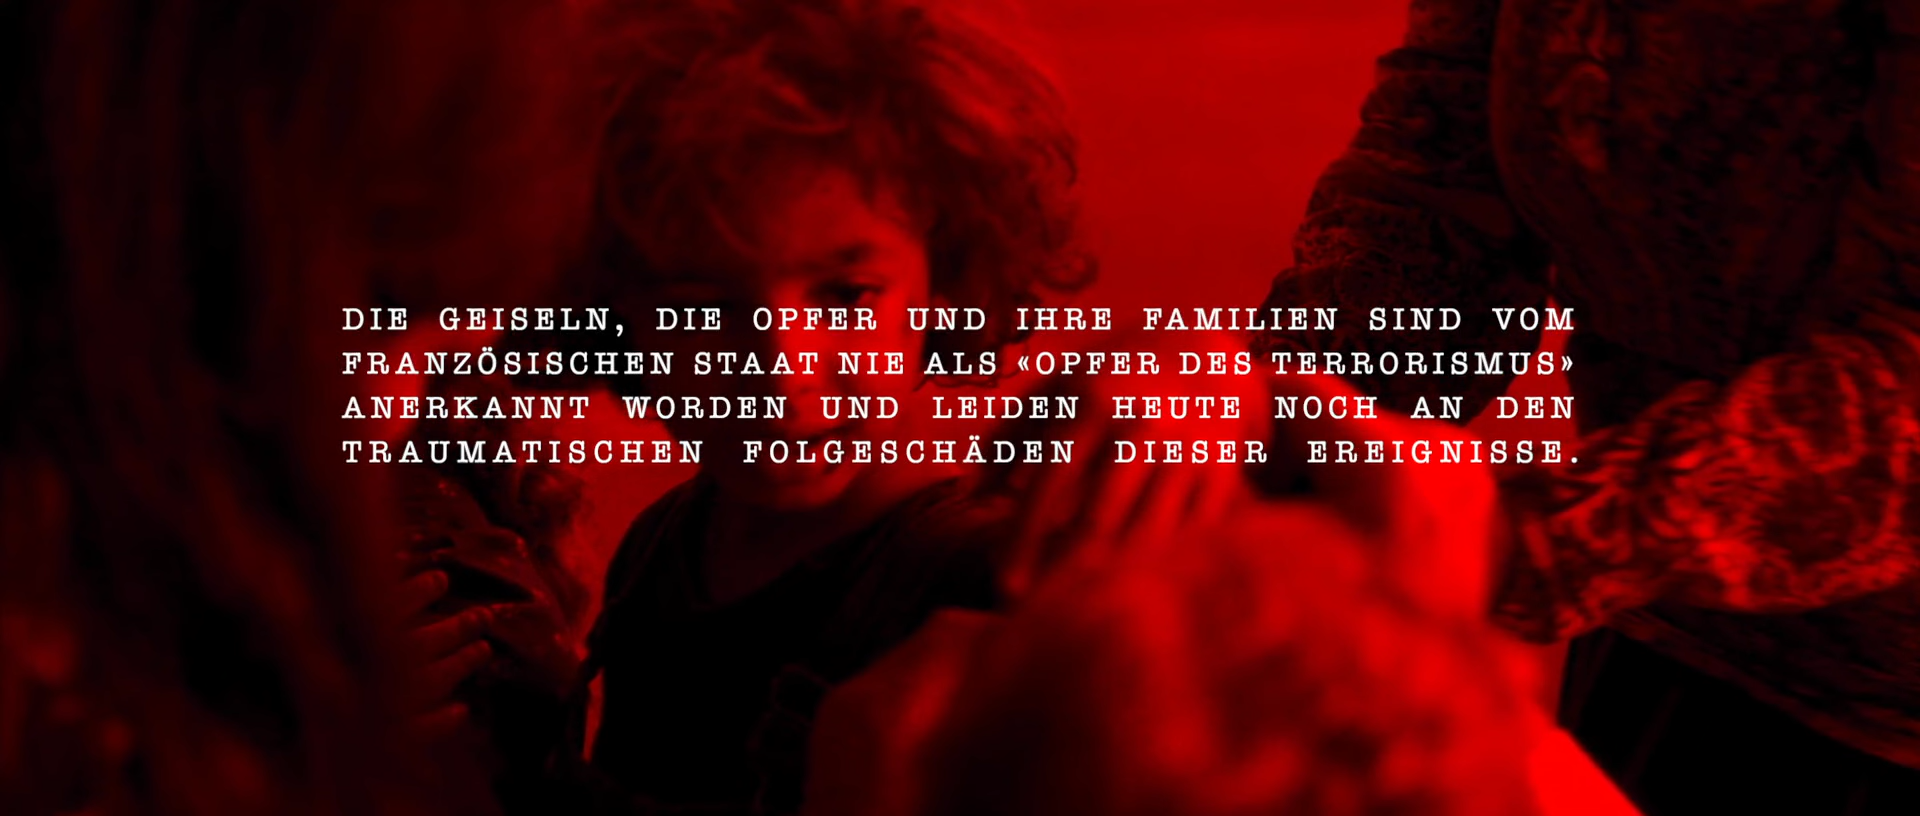 DIE GEISELN, DIE OPFER UND IHRE FAMILIEN SIND VOM
FRANZÖSISCHEN STAAT NIE ALS «OPFER DES TERRORISMUS»
ANERKANNT WORDEN UND LEIDEN HEUTE NOCH AN DEN
TRAUMATISCHEN FOLGESCHÄDEN DIESER EREIGNISSE.